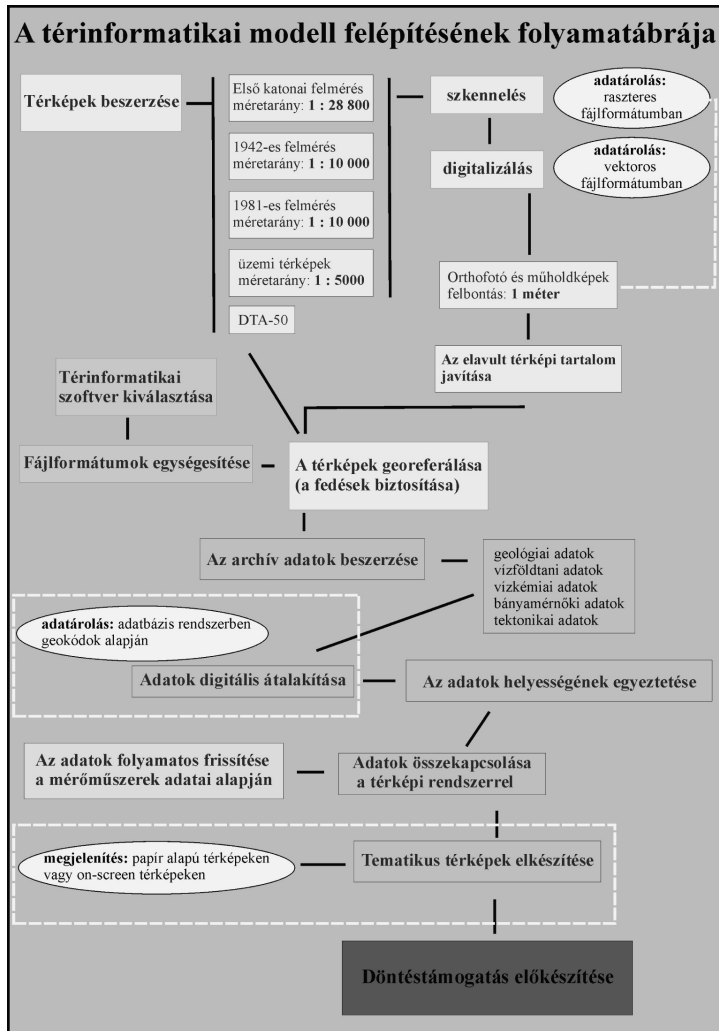 A térinformatikai modell felépítésének folyamatábrája
Térképek beszerzése
Első katonai felmérés
méretarány: 1 : 28 800
1942-es felmérés
méretarány: 1 : 10 000
1981-es felmérés
méretarány: 1 : 10 000
üzemi térképek
méretarány: 1 : 5000
DTA-50
szkennelés
adatárolás:
raszteres
fájlformátumban
digitalizálás
adatárolás:
vektoros
fájlformátumban
Orthofotó és műholdképek
felbontás: 1 méter
Az elavult térképi tartalom
javítása
Térinformatikai
szoftver kiválasztása
Fájlformátumok egységesítése
A térképek georeferálása
(a fedések biztosítása)
Az archív adatok beszerzése
geológiai adatok
vízföldtani adatok
vízkémiai adatok
bányamérnöki adatok
tektonikai adatok
adatárolás: adatbázis rendszerben
geokódok alapján
Adatok digitális átalakítása
Az adatok helyességének egyeztetése
Az adatok folyamatos frissítése
a mérőműszerek adatai alapján
Adatok összekapcsolása
a térképi rendszerrel
megjelenítés: papír alapú térképeken
vagy on-screen térképeken
Tematikus térképek elkészítése
Döntéstámogatás előkészítése